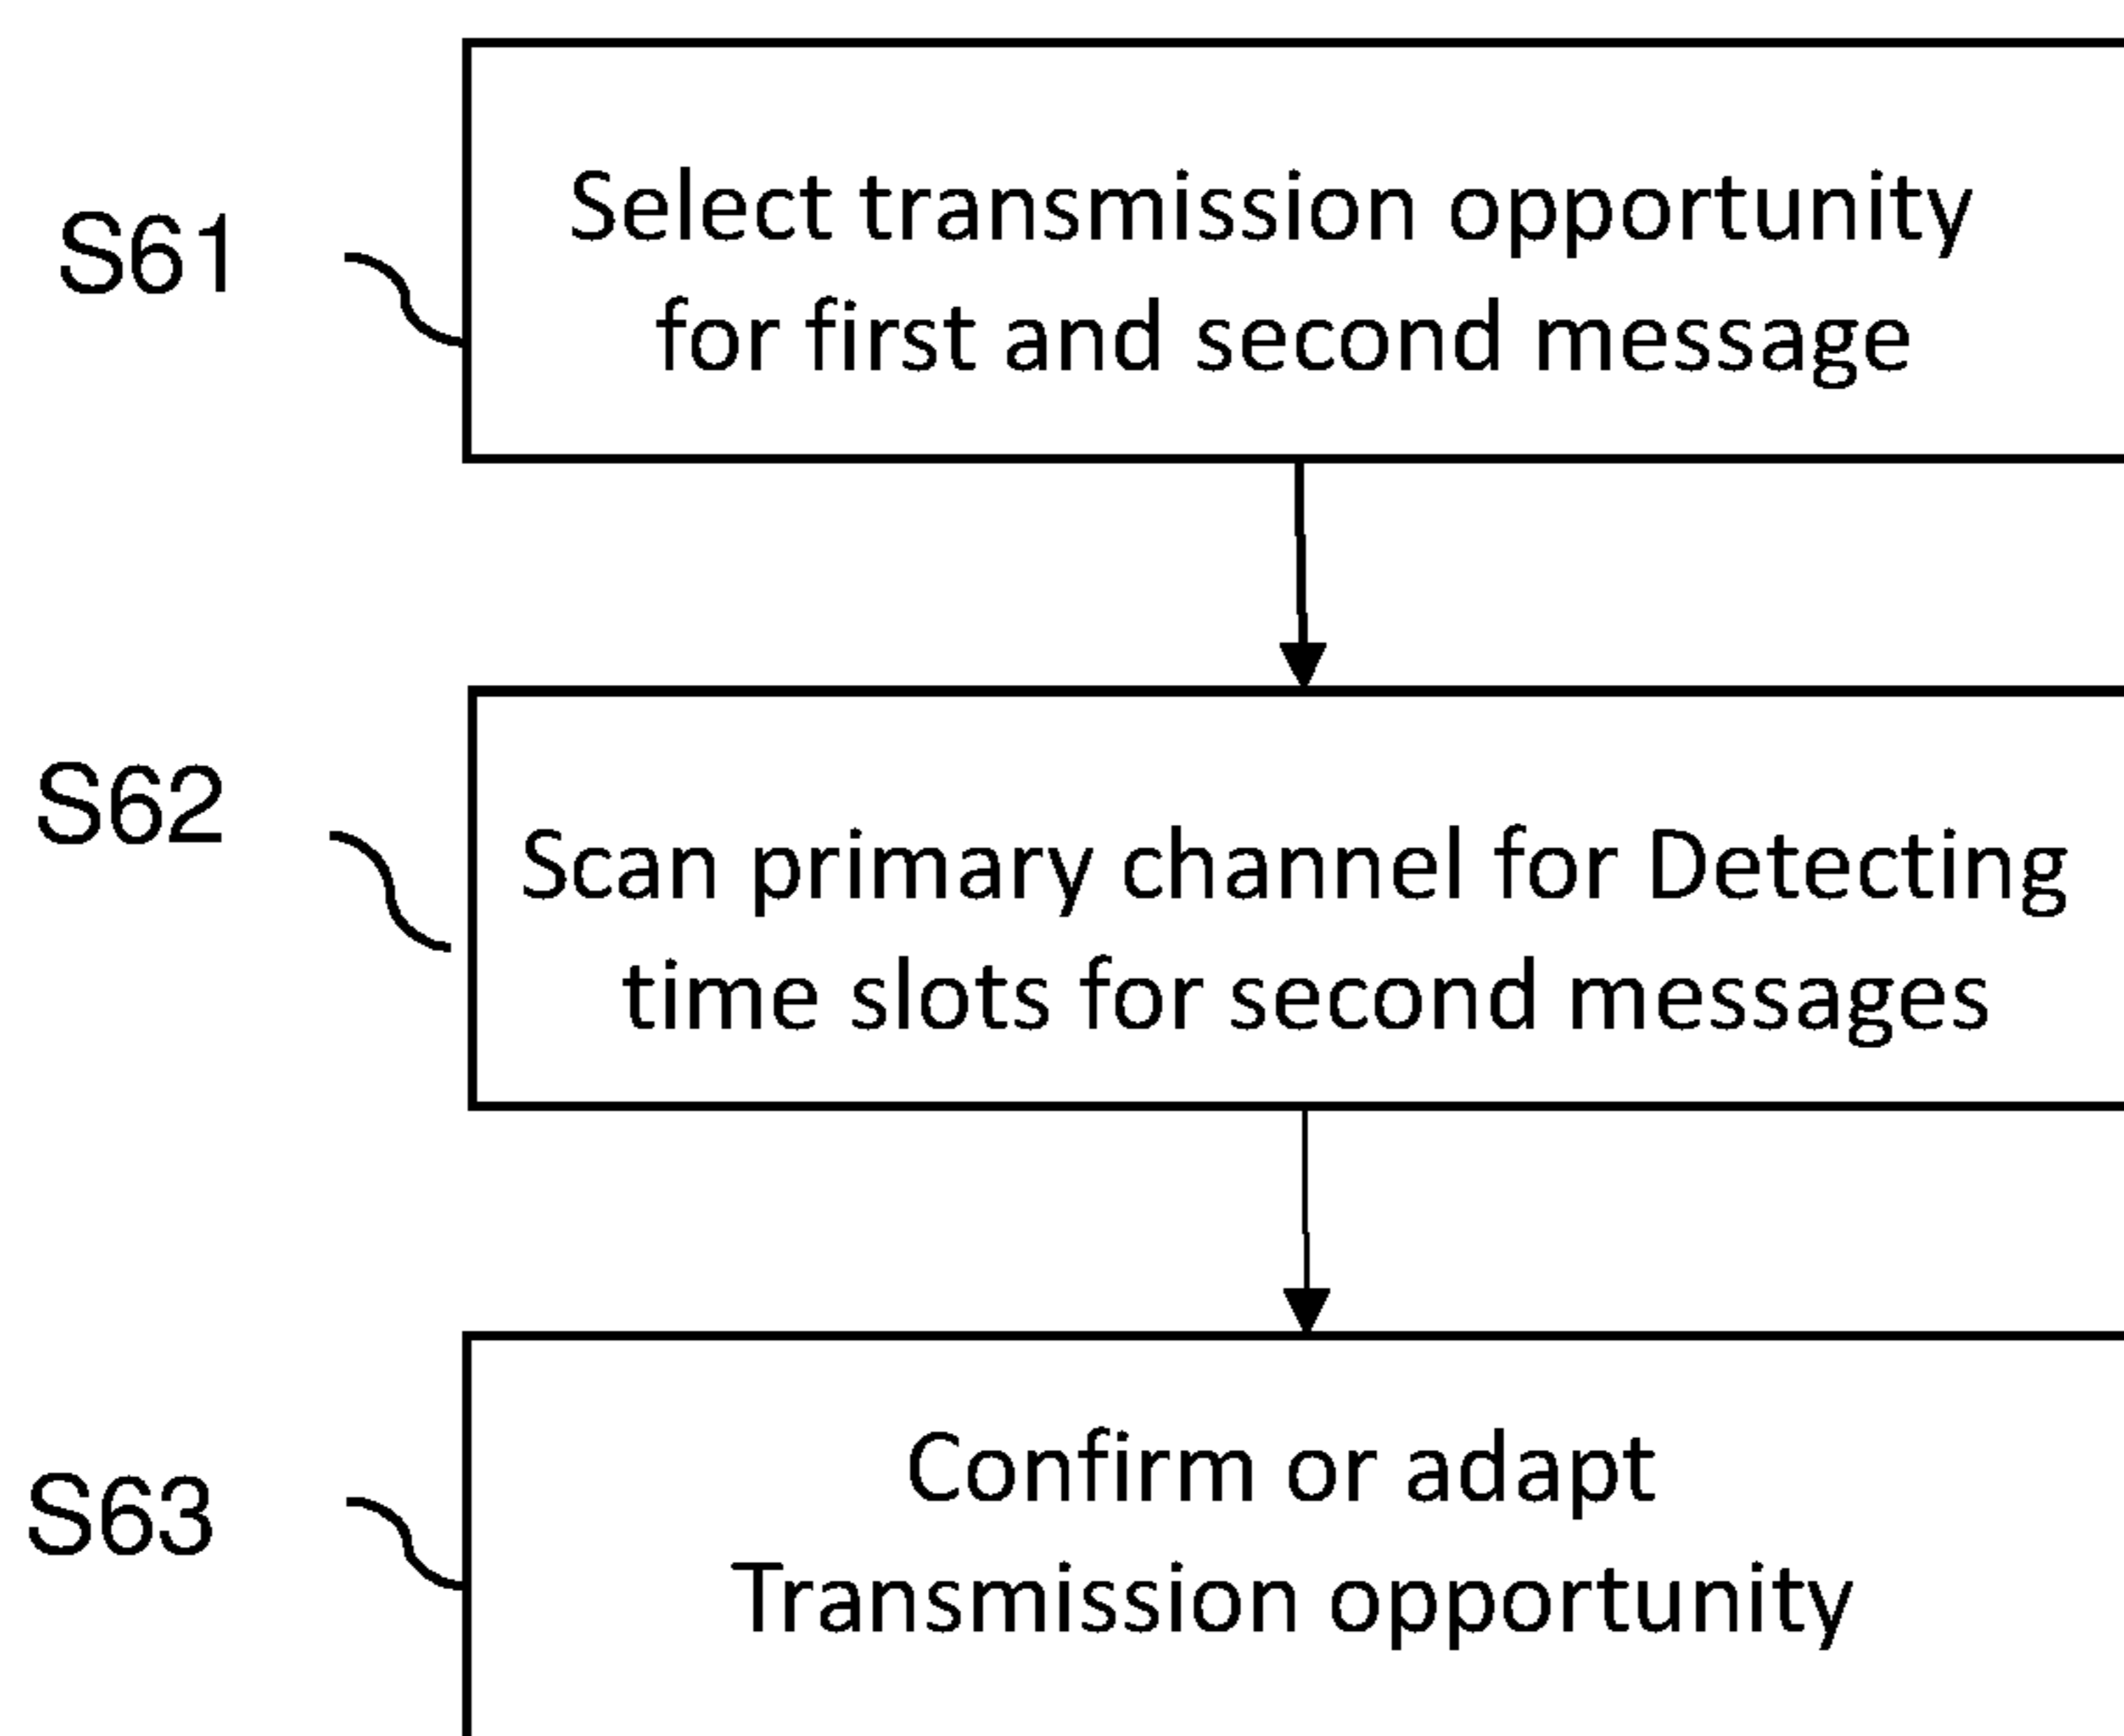 S61
Select transmission opportunity
for first and second message
S62
Scan primary channel for Detecting
time slots for second messages
S63
Confirm or adapt
Transmission opportunity